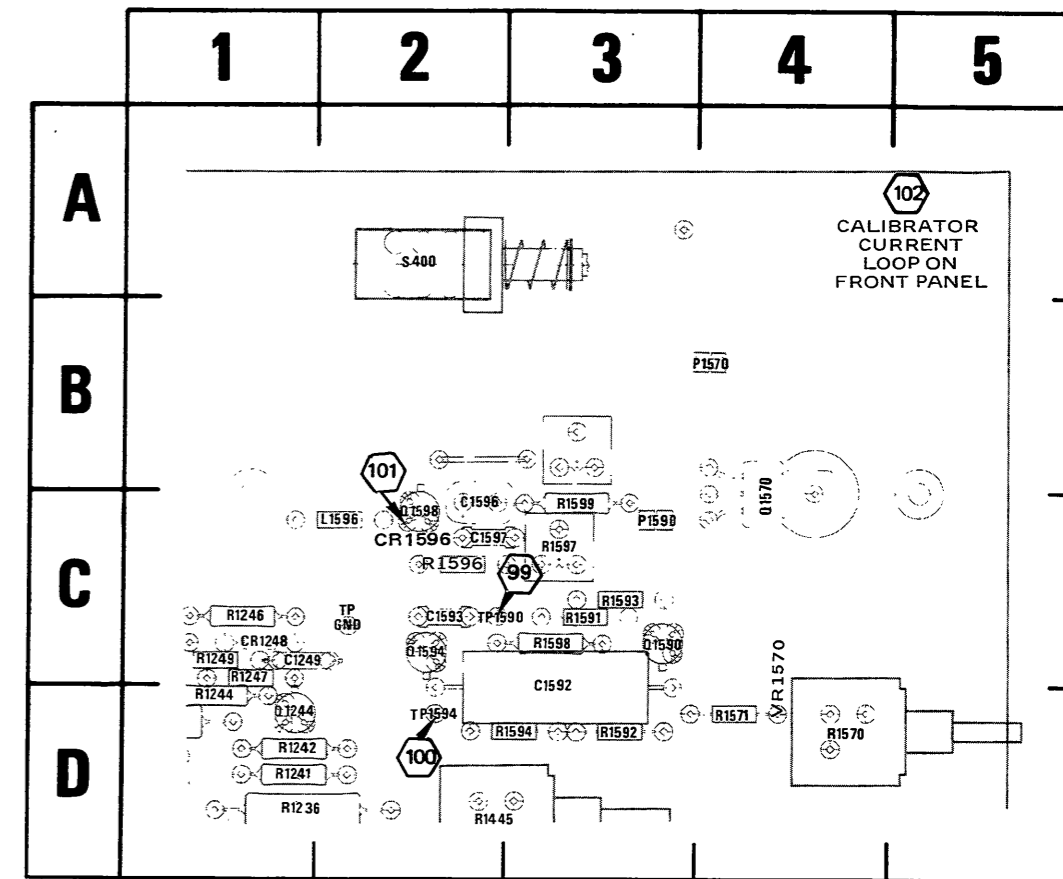 1 2 3 4 5
A
102
CALIBRATOR
CURRENT
LOOP ON
FRONT PANEL
S400
B
P1570
101
Q1570
C
Q1598 C1596 R1599
L1596 P1590
CR1596 C1597 R1597
R1596 99
R1593
R1246 TP GND C1593 TP1590 R1591
CR1248 Q1594 R1598 Q1590
R1249 C1249
R1247 C1592 VR1570
R1244
D
Q1244 TP1594 R1571
R1594 R1592 R1570
R1242 100
R1241
R1236 R1445